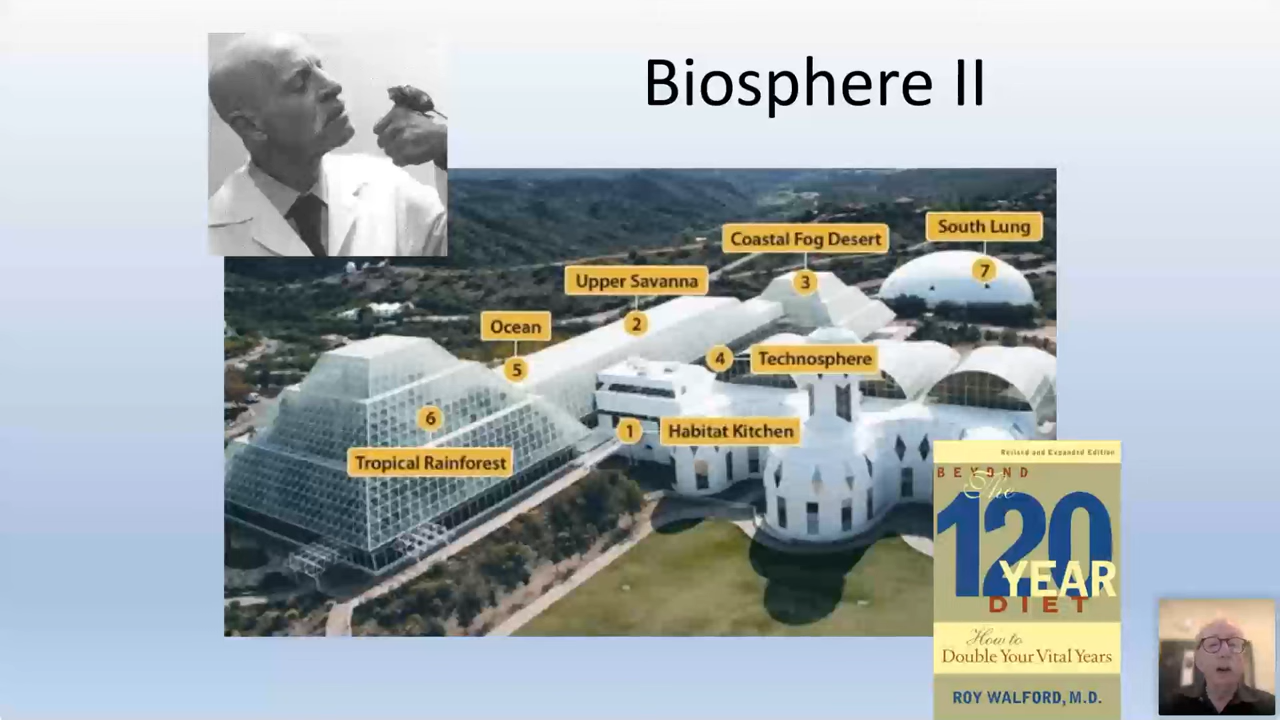 Biosphere II
Coastal Fog Desert
3
South Lung
7
Upper Savanna
2
Ocean
5
4
Technosphere
6
Tropical Rainforest
1
Habitat Kitchen
Revised and Expanded Edition
BEYOND
The
120
YEAR
DIET
How to
Double Your Vital Years
ROY WALFORD, M.D.